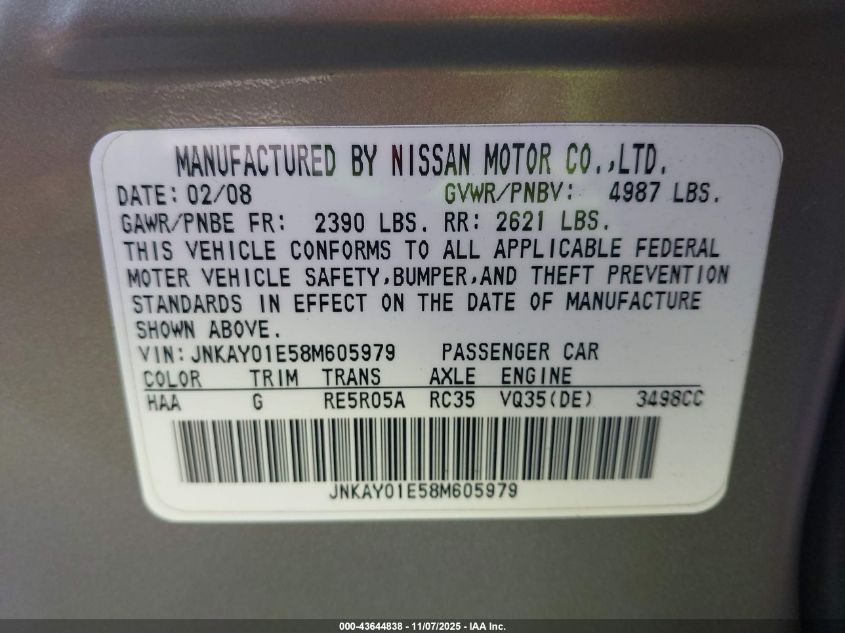 MANUFACTURED BY NISSAN MOTOR CO.,LTD.
DATE: 02/08 GVWR/PNBV: 4987 LBS.
GAWR/PNBE FR: 2390 LBS. RR: 2621 LBS.
THIS VEHICLE CONFORMS TO ALL APPLICABLE FEDERAL
MOTER VEHICLE SAFETY,BUMPER,AND THEFT PREVENTION
STANDARDS IN EFFECT ON THE DATE OF MANUFACTURE
SHOWN ABOVE.
VIN:JNKAY01E58M605979 PASSENGER CAR
COLOR TRIM TRANS AXLE ENGINE
HAA G RE5R05A RC35 VQ35(DE) 3498CC
JNKAY01E58M605979
000-43644838 - 11/07/2025 - IAA Inc.